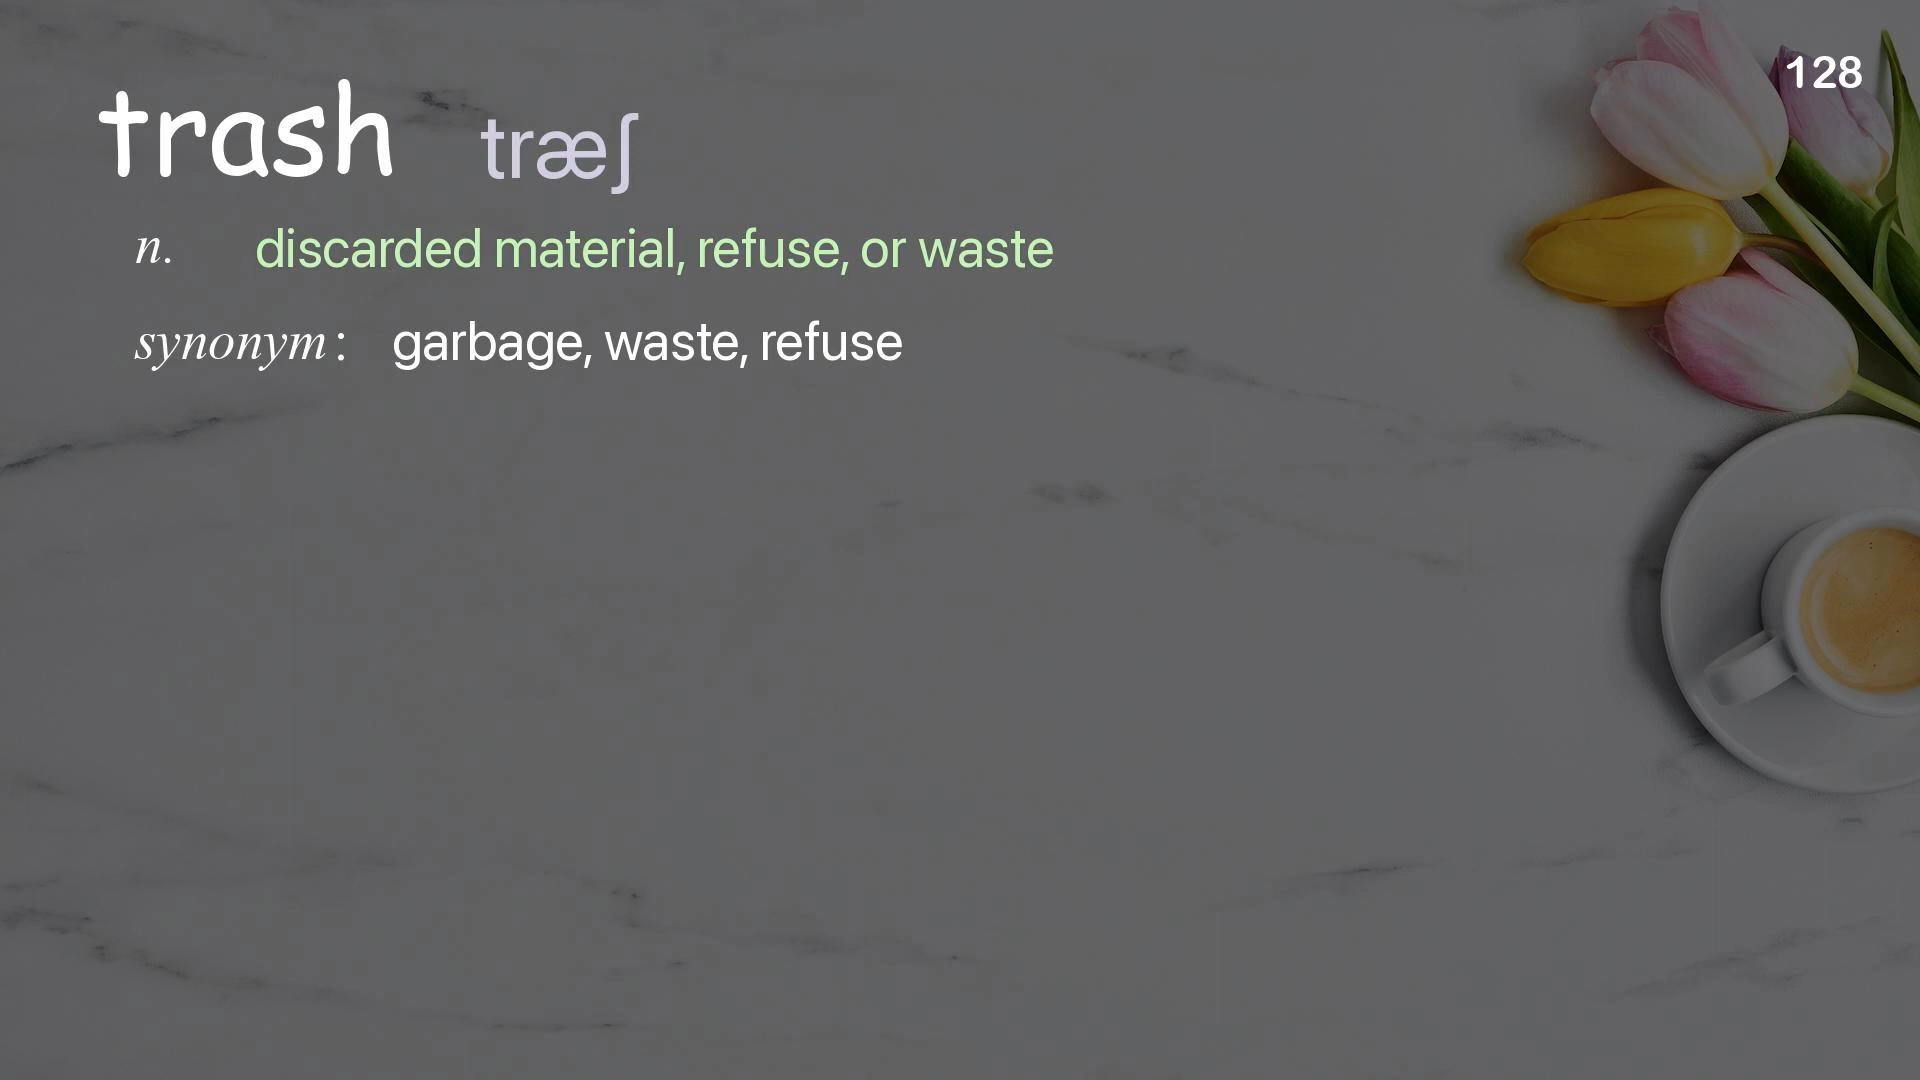 128
trash træʃ
n. discarded material, refuse, or waste
synonym: garbage, waste, refuse